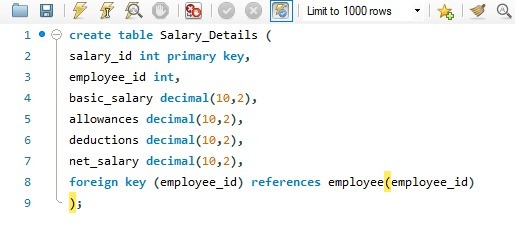 Limit to 1000 rows
1 create table Salary_Details (
2 salary_id int primary key,
3 employee_id int,
4 basic_salary decimal(10,2),
5 allowances decimal(10,2),
6 deductions decimal(10,2),
7 net_salary decimal(10,2),
8 foreign key (employee_id) references employee(employee_id)
9 );